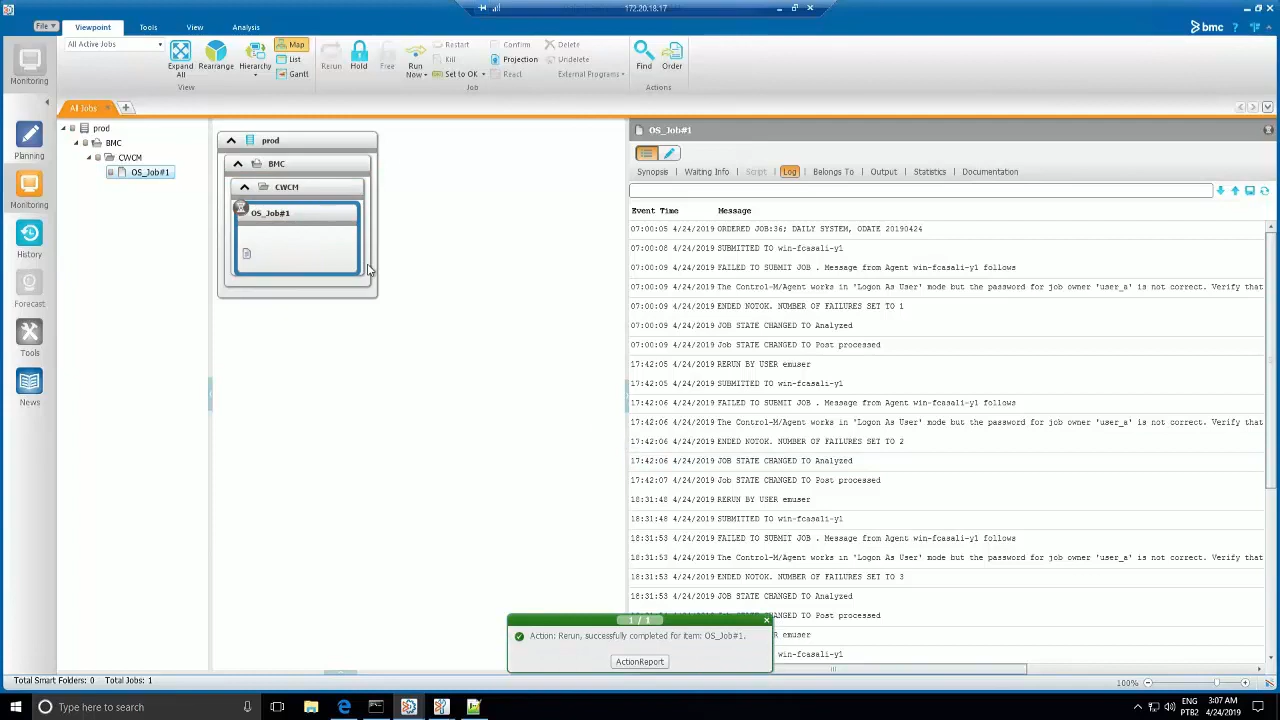 172.20.18.17
File
Viewpoint
Tools
View
Analysis
bmc
All Active Jobs
Expand All
Rearrange
Hierarchy
Map
List
Gantt
View
Rerun
Hold
Free
Run Now
Restart
Kill
Set to OK
Confirm
Projection
React
Delete
Undelete
External Programs
Job
Find
Order
Actions
Monitoring
Planning
Monitoring
History
Forecast
Tools
News
All Jobs
prod
BMC
CWCM
OS_Job#1
prod
BMC
CWCM
OS_Job#1
OS_Job#1
Synopsis
Waiting Info
Script
Log
Belongs To
Output
Statistics
Documentation
Event Time Message
07:00:05 4/24/2019 ORDERED JOB:36; DAILY SYSTEM, ODATE 20190424
07:00:08 4/24/2019 SUBMITTED TO win-fcasali-y1
07:00:09 4/24/2019 FAILED TO SUBMIT JOB . Message from Agent win-fcasali-y1 follows
07:00:09 4/24/2019 The Control-M/Agent works in 'Logon As User' mode but the password for job owner 'user_a' is not correct. Verify that
07:00:09 4/24/2019 ENDED NOTOK. NUMBER OF FAILURES SET TO 1
07:00:09 4/24/2019 JOB STATE CHANGED TO Analyzed
07:00:09 4/24/2019 Job STATE CHANGED TO Post processed
17:42:05 4/24/2019 RERUN BY USER emuser
17:42:05 4/24/2019 SUBMITTED TO win-fcasali-y1
17:42:06 4/24/2019 FAILED TO SUBMIT JOB . Message from Agent win-fcasali-y1 follows
17:42:06 4/24/2019 The Control-M/Agent works in 'Logon As User' mode but the password for job owner 'user_a' is not correct. Verify that
17:42:06 4/24/2019 ENDED NOTOK. NUMBER OF FAILURES SET TO 2
17:42:06 4/24/2019 JOB STATE CHANGED TO Analyzed
17:42:07 4/24/2019 Job STATE CHANGED TO Post processed
18:31:48 4/24/2019 RERUN BY USER emuser
18:31:48 4/24/2019 SUBMITTED TO win-fcasali-y1
18:31:53 4/24/2019 FAILED TO SUBMIT JOB . Message from Agent win-fcasali-y1 follows
18:31:53 4/24/2019 The Control-M/Agent works in 'Logon As User' mode but the password for job owner 'user_a' is not correct. Verify that
18:31:53 4/24/2019 ENDED NOTOK. NUMBER OF FAILURES SET TO 3
18:31:53 4/24/2019 JOB STATE CHANGED TO Analyzed
STATE CHANGED TO Post processed
emuser
win-fcasali-y1
1 / 1
Action: Rerun, successfully completed for item: OS_Job#1.
ActionReport
Total Smart Folders: 0 Total Jobs: 1
100%
Type here to search
ENG
PTB2
3:07 AM
4/24/2019